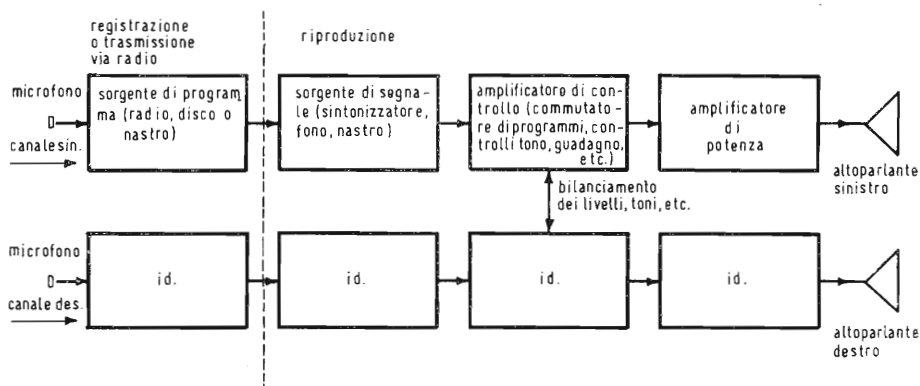 registrazione
o trasmissione
via radio
riproduzione
microfono
canale sin.
sorgente di program
ma (radio, disco o
nastro)
sorgente di segna-
le (sintonizzatore,
fono, nastro)
amplificatore di con-
trollo (commutato-
re di programmi, con-
trolli tono, guadagno,
etc.)
amplificatore
di
potenza
altoparlante
sinistro
bilanciamento
dei livelli, toni, etc.
microfono
canale des.
id.
id.
id.
id.
altoparlante
destro